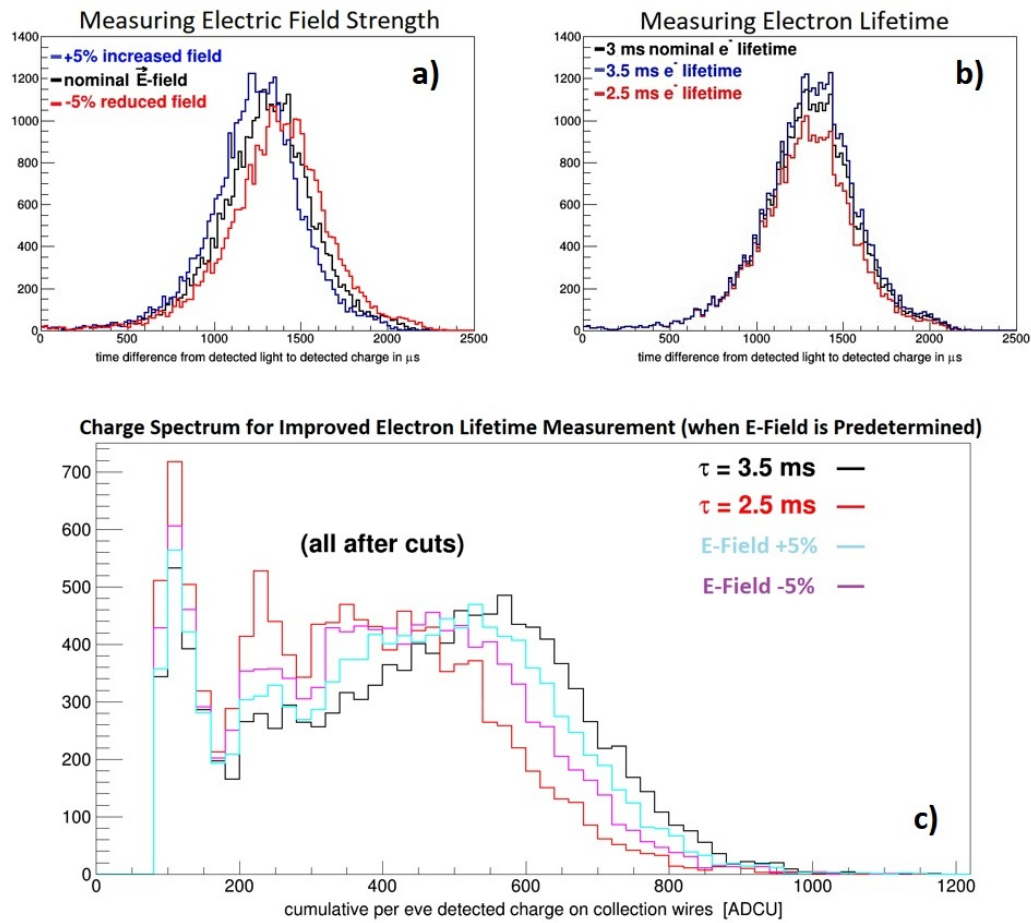 Measuring Electric Field Strength
+5% increased field
nominal E⃗-field
-5% reduced field
a)
1400
1200
1000
800
600
400
200
0
0 500 1000 1500 2000 2500
time difference from detected light to detected charge in μs
Measuring Electron Lifetime
3 ms nominal e⁻ lifetime
3.5 ms e⁻ lifetime
2.5 ms e⁻ lifetime
b)
1400
1200
1000
800
600
400
200
0
0 500 1000 1500 2000 2500
time difference from detected light to detected charge in μs
Charge Spectrum for Improved Electron Lifetime Measurement (when E-Field is Predetermined)
τ = 3.5 ms
τ = 2.5 ms
E-Field +5%
E-Field -5%
(all after cuts)
c)
700
600
500
400
300
200
100
0
0 200 400 600 800 1000 1200
cumulative per eve detected charge on collection wires [ADCU]